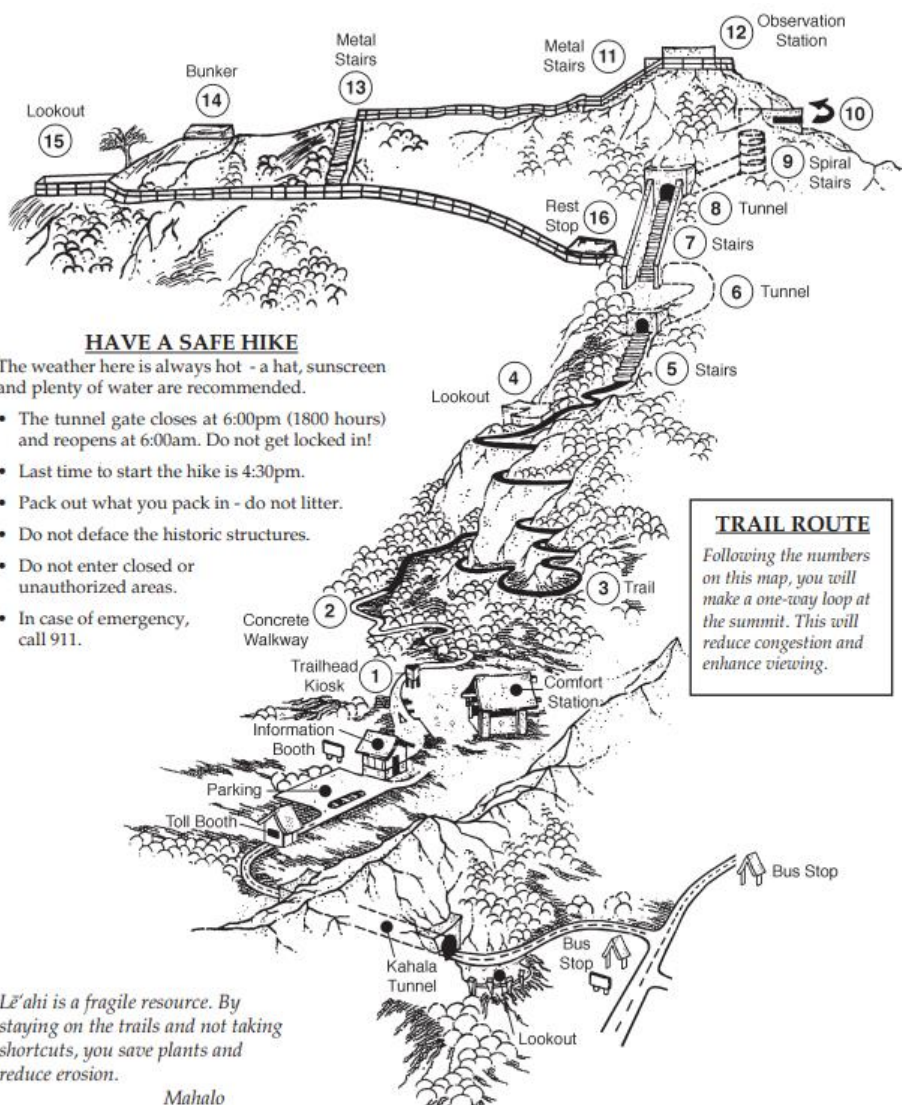 Observation
Station
12
Metal
Stairs
11
Metal
Stairs
13
Bunker
14
Lookout
15
10
9
Spiral
Stairs
8
Tunnel
Rest
Stop
16
7
Stairs
6
Tunnel
HAVE A SAFE HIKE
The weather here is always hot - a hat, sunscreen
and plenty of water are recommended.
• The tunnel gate closes at 6:00pm (1800 hours)
and reopens at 6:00am. Do not get locked in!
• Last time to start the hike is 4:30pm.
• Pack out what you pack in - do not litter.
• Do not deface the historic structures.
• Do not enter closed or
unauthorized areas.
• In case of emergency,
call 911.
4
Lookout
5
Stairs
TRAIL ROUTE
Following the numbers
on this map, you will
make a one-way loop at
the summit. This will
reduce congestion and
enhance viewing.
3
Trail
2
Concrete
Walkway
Trailhead
Kiosk
1
Comfort
Station
Information
Booth
Parking
Toll Booth
Bus Stop
Bus
Stop
Kahala
Tunnel
Lookout
Lē'ahi is a fragile resource. By
staying on the trails and not taking
shortcuts, you save plants and
reduce erosion.
Mahalo